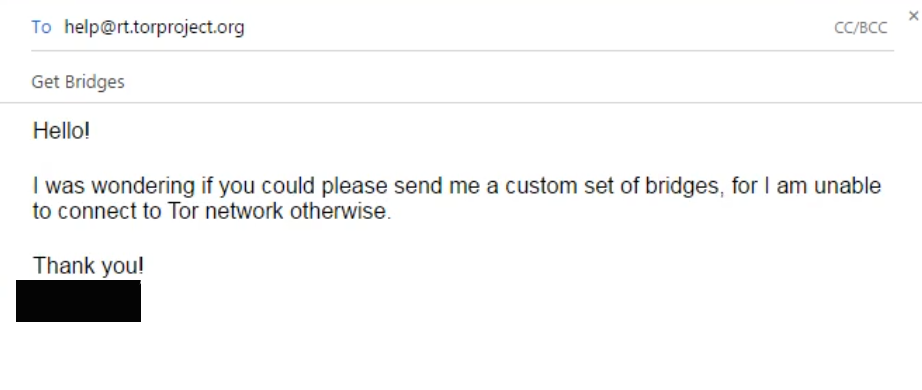 To help@rt.torproject.org CC/BCC
Get Bridges
Hello!
I was wondering if you could please send me a custom set of bridges, for I am unable
to connect to Tor network otherwise.
Thank you!